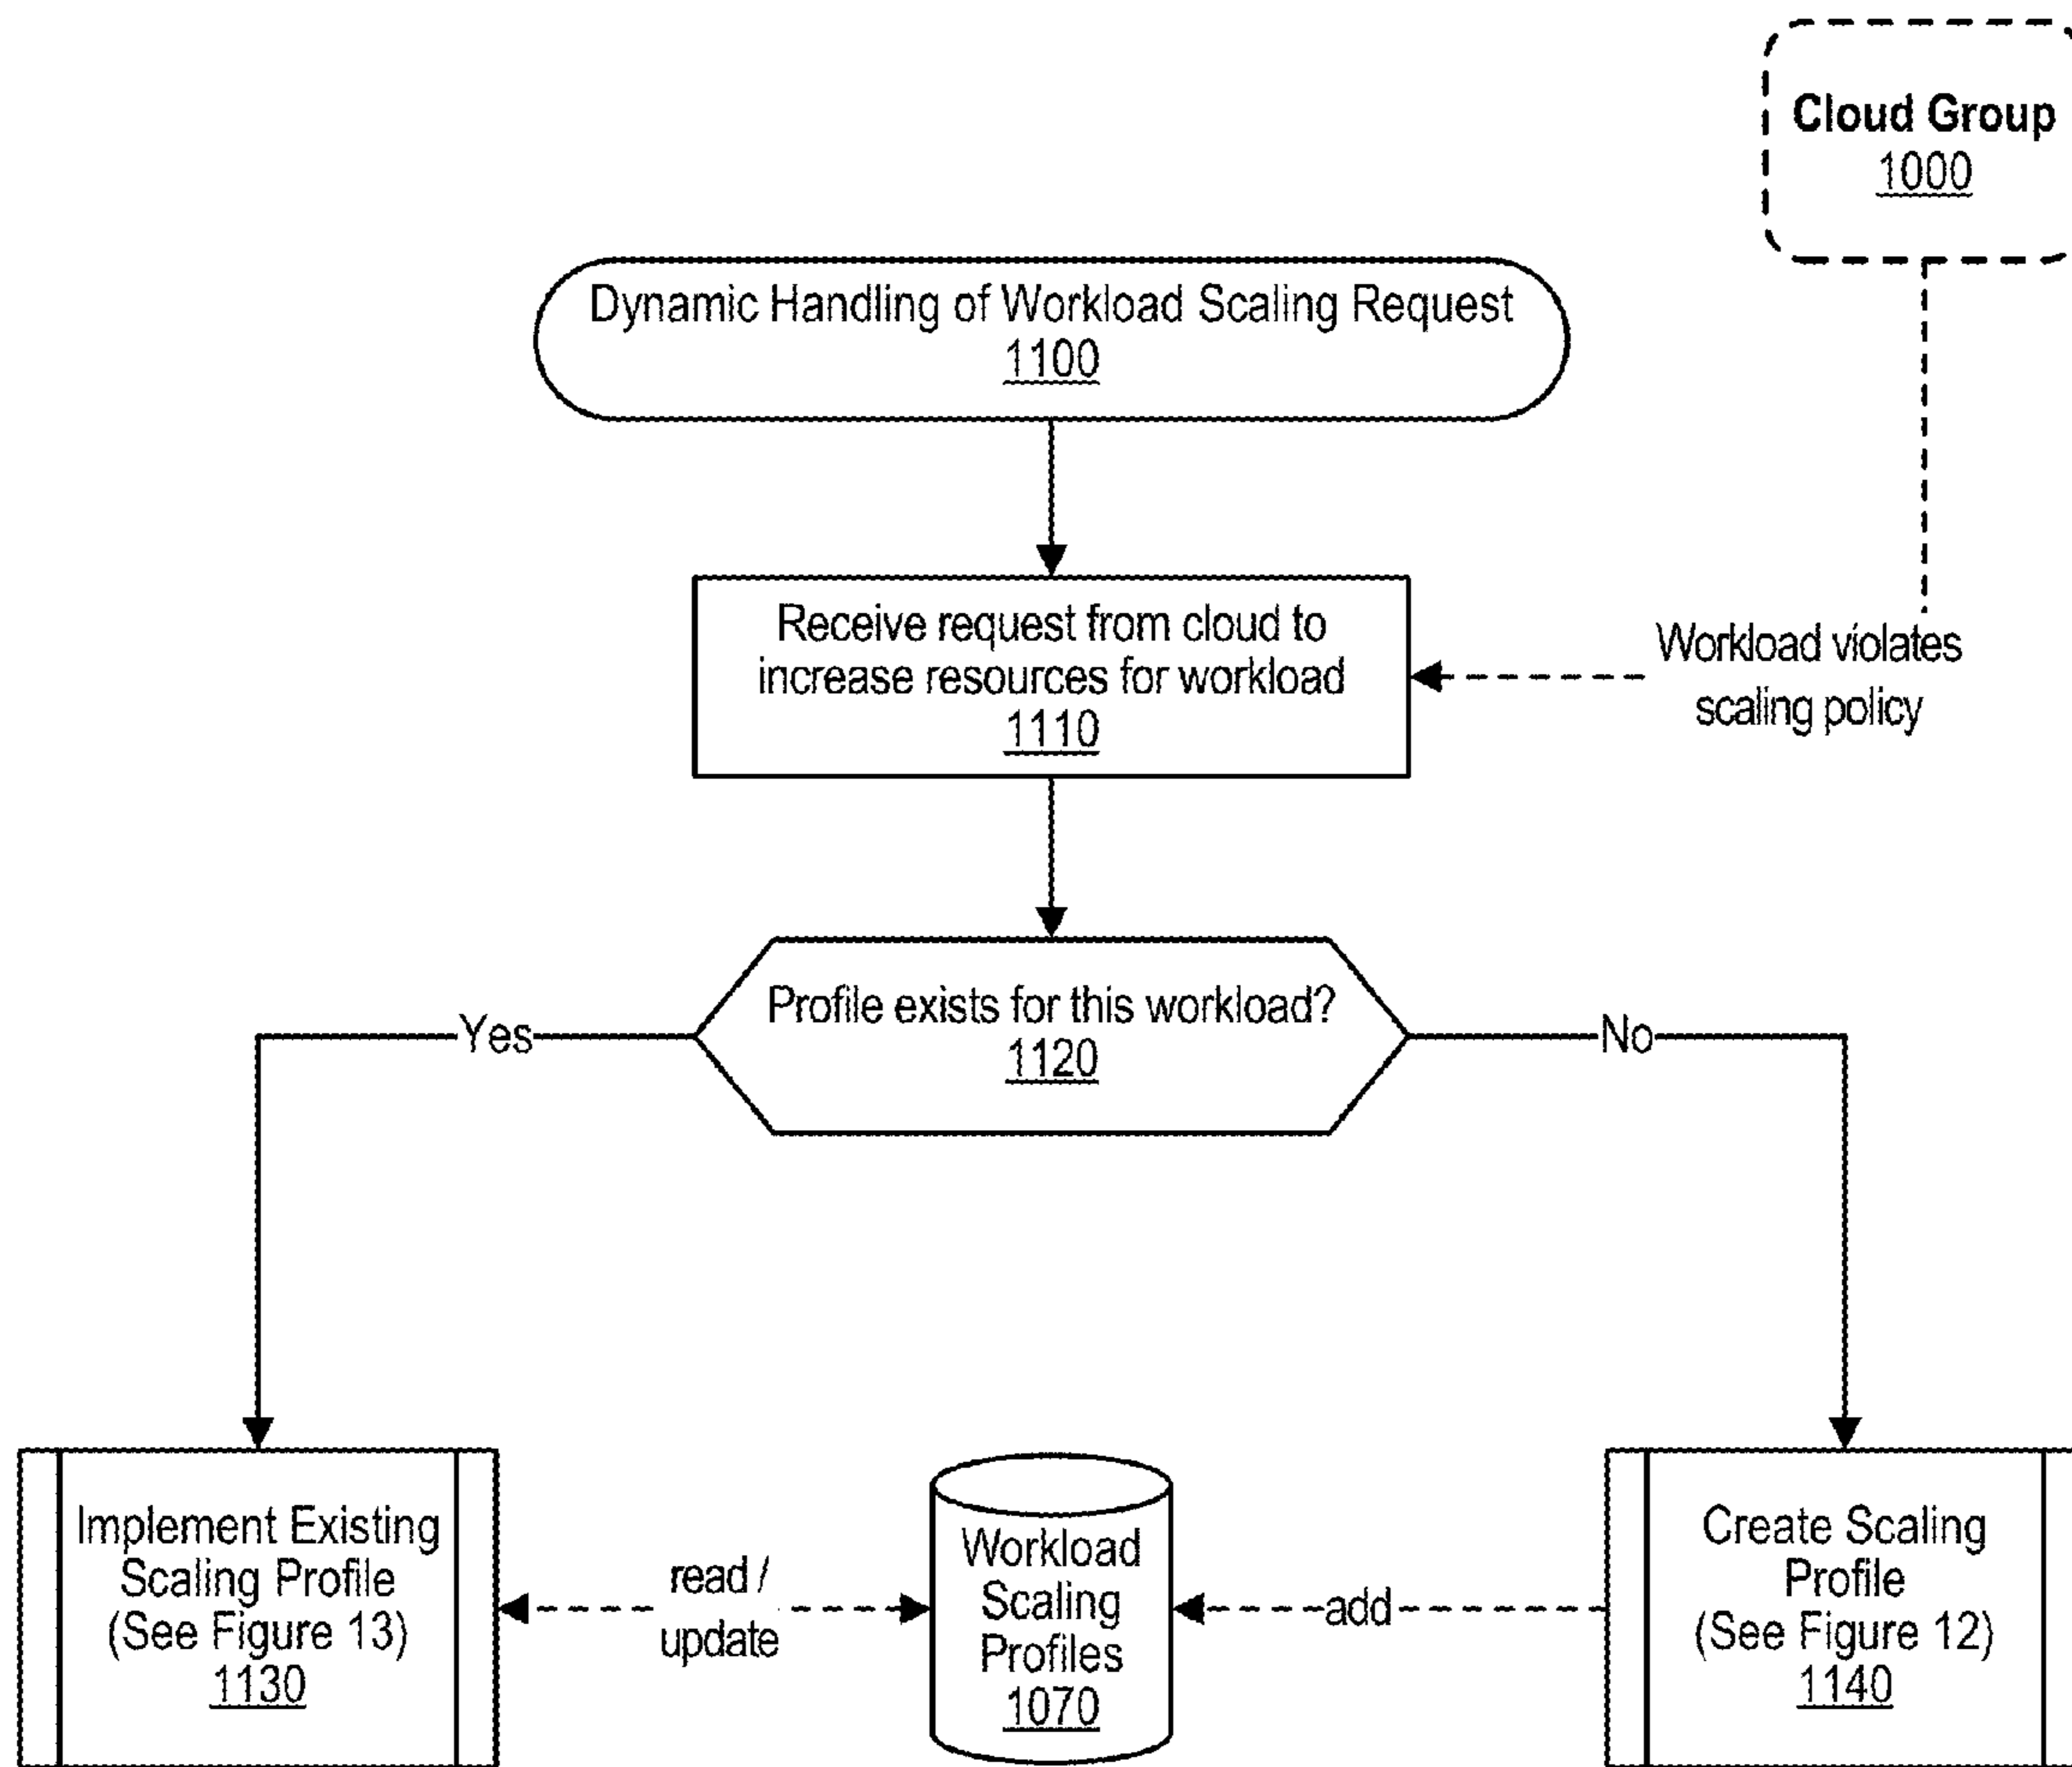 Cloud Group
1000
Dynamic Handling of Workload Scaling Request
1100
Receive request from cloud to
increase resources for workload
1110
Workload violates
scaling policy
Profile exists for this workload?
1120
Yes
No
Implement Existing
Scaling Profile
(See Figure 13)
1130
read /
update
Workload
Scaling
Profiles
1070
add
Create Scaling
Profile
(See Figure 12)
1140